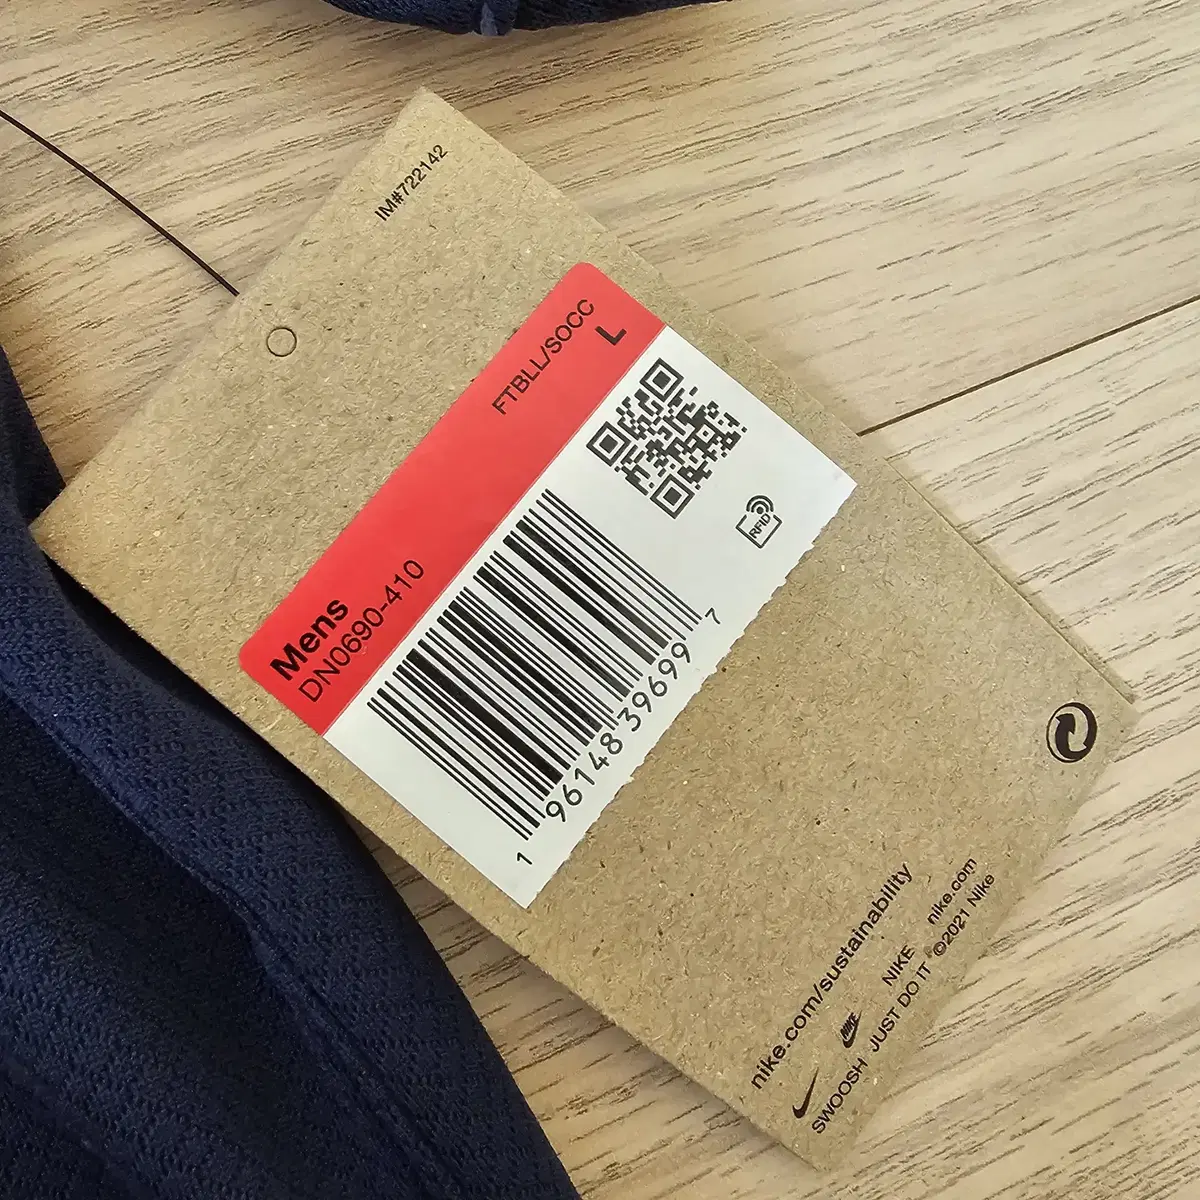 IM#722142
FTBLL/SOCC
L
Mens
DN0690-410
RFID
1 96148 39699 7
nike.com/sustainability
NIKE NIKE nike.com
SWOOSH JUST DO IT ©2021 Nike